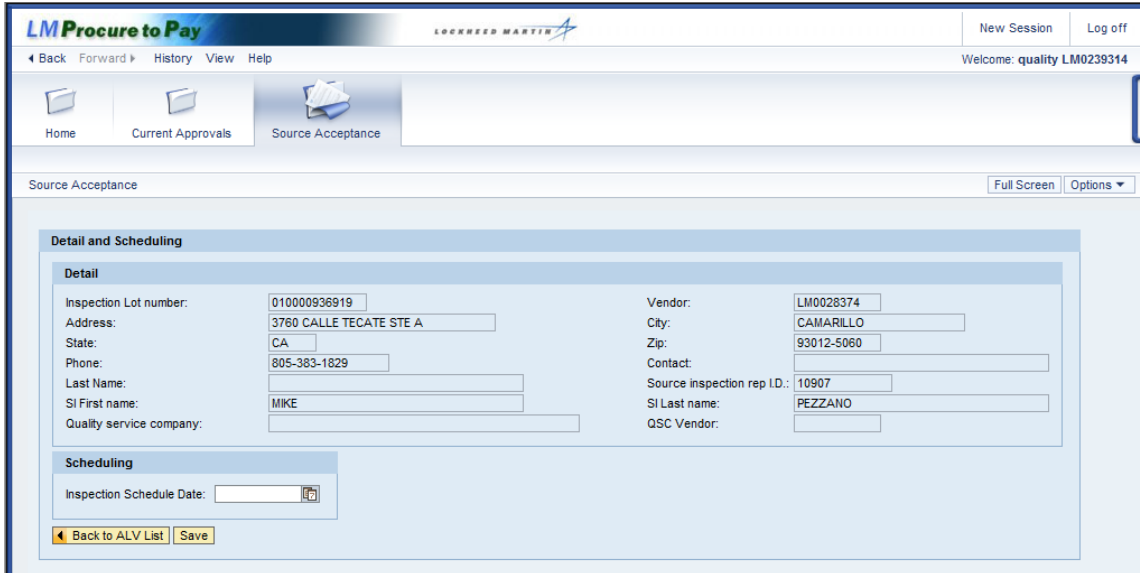 LM Procure to Pay LOCKHEED MARTIN New Session Log off
Back Forward History View Help Welcome: quality LM0239314
Home Current Approvals Source Acceptance
Source Acceptance Full Screen Options
Detail and Scheduling
Detail
Inspection Lot number: 010000936919 Vendor: LM0028374
Address: 3760 CALLE TECATE STE A City: CAMARILLO
State: CA Zip: 93012-5060
Phone: 805-383-1829 Contact:
Last Name: Source inspection rep I.D.: 10907
SI First name: MIKE SI Last name: PEZZANO
Quality service company: QSC Vendor:
Scheduling
Inspection Schedule Date:
Back to ALV List Save